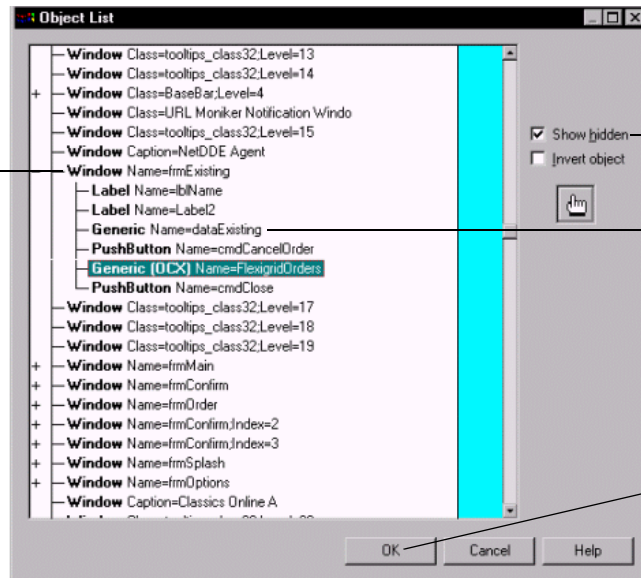 Object List
Window Class=tooltips_class32;Level=13
Window Class=tooltips_class32;Level=14
+ Window Class=BaseBar;Level=4
Window Class=URL Moniker Notification Windo
Window Class=tooltips_class32;Level=15
Window Caption=NetDDE Agent
Window Name=frmExisting
Label Name=lblName
Label Name=Label2
Generic Name=dataExisting
PushButton Name=cmdCancelOrder
Generic (OCX) Name=FlexigridOrders
PushButton Name=cmdClose
Window Class=tooltips_class32;Level=17
Window Class=tooltips_class32;Level=18
Window Class=tooltips_class32;Level=19
+ Window Name=frmMain
+ Window Name=frmConfirm
+ Window Name=frmOrder
+ Window Name=frmConfirm;Index=2
+ Window Name=frmConfirm;Index=3
+ Window Name=frmSplash
+ Window Name=frmOptions
Window Caption=Classics Online A
Show hidden
Invert object
OK Cancel Help